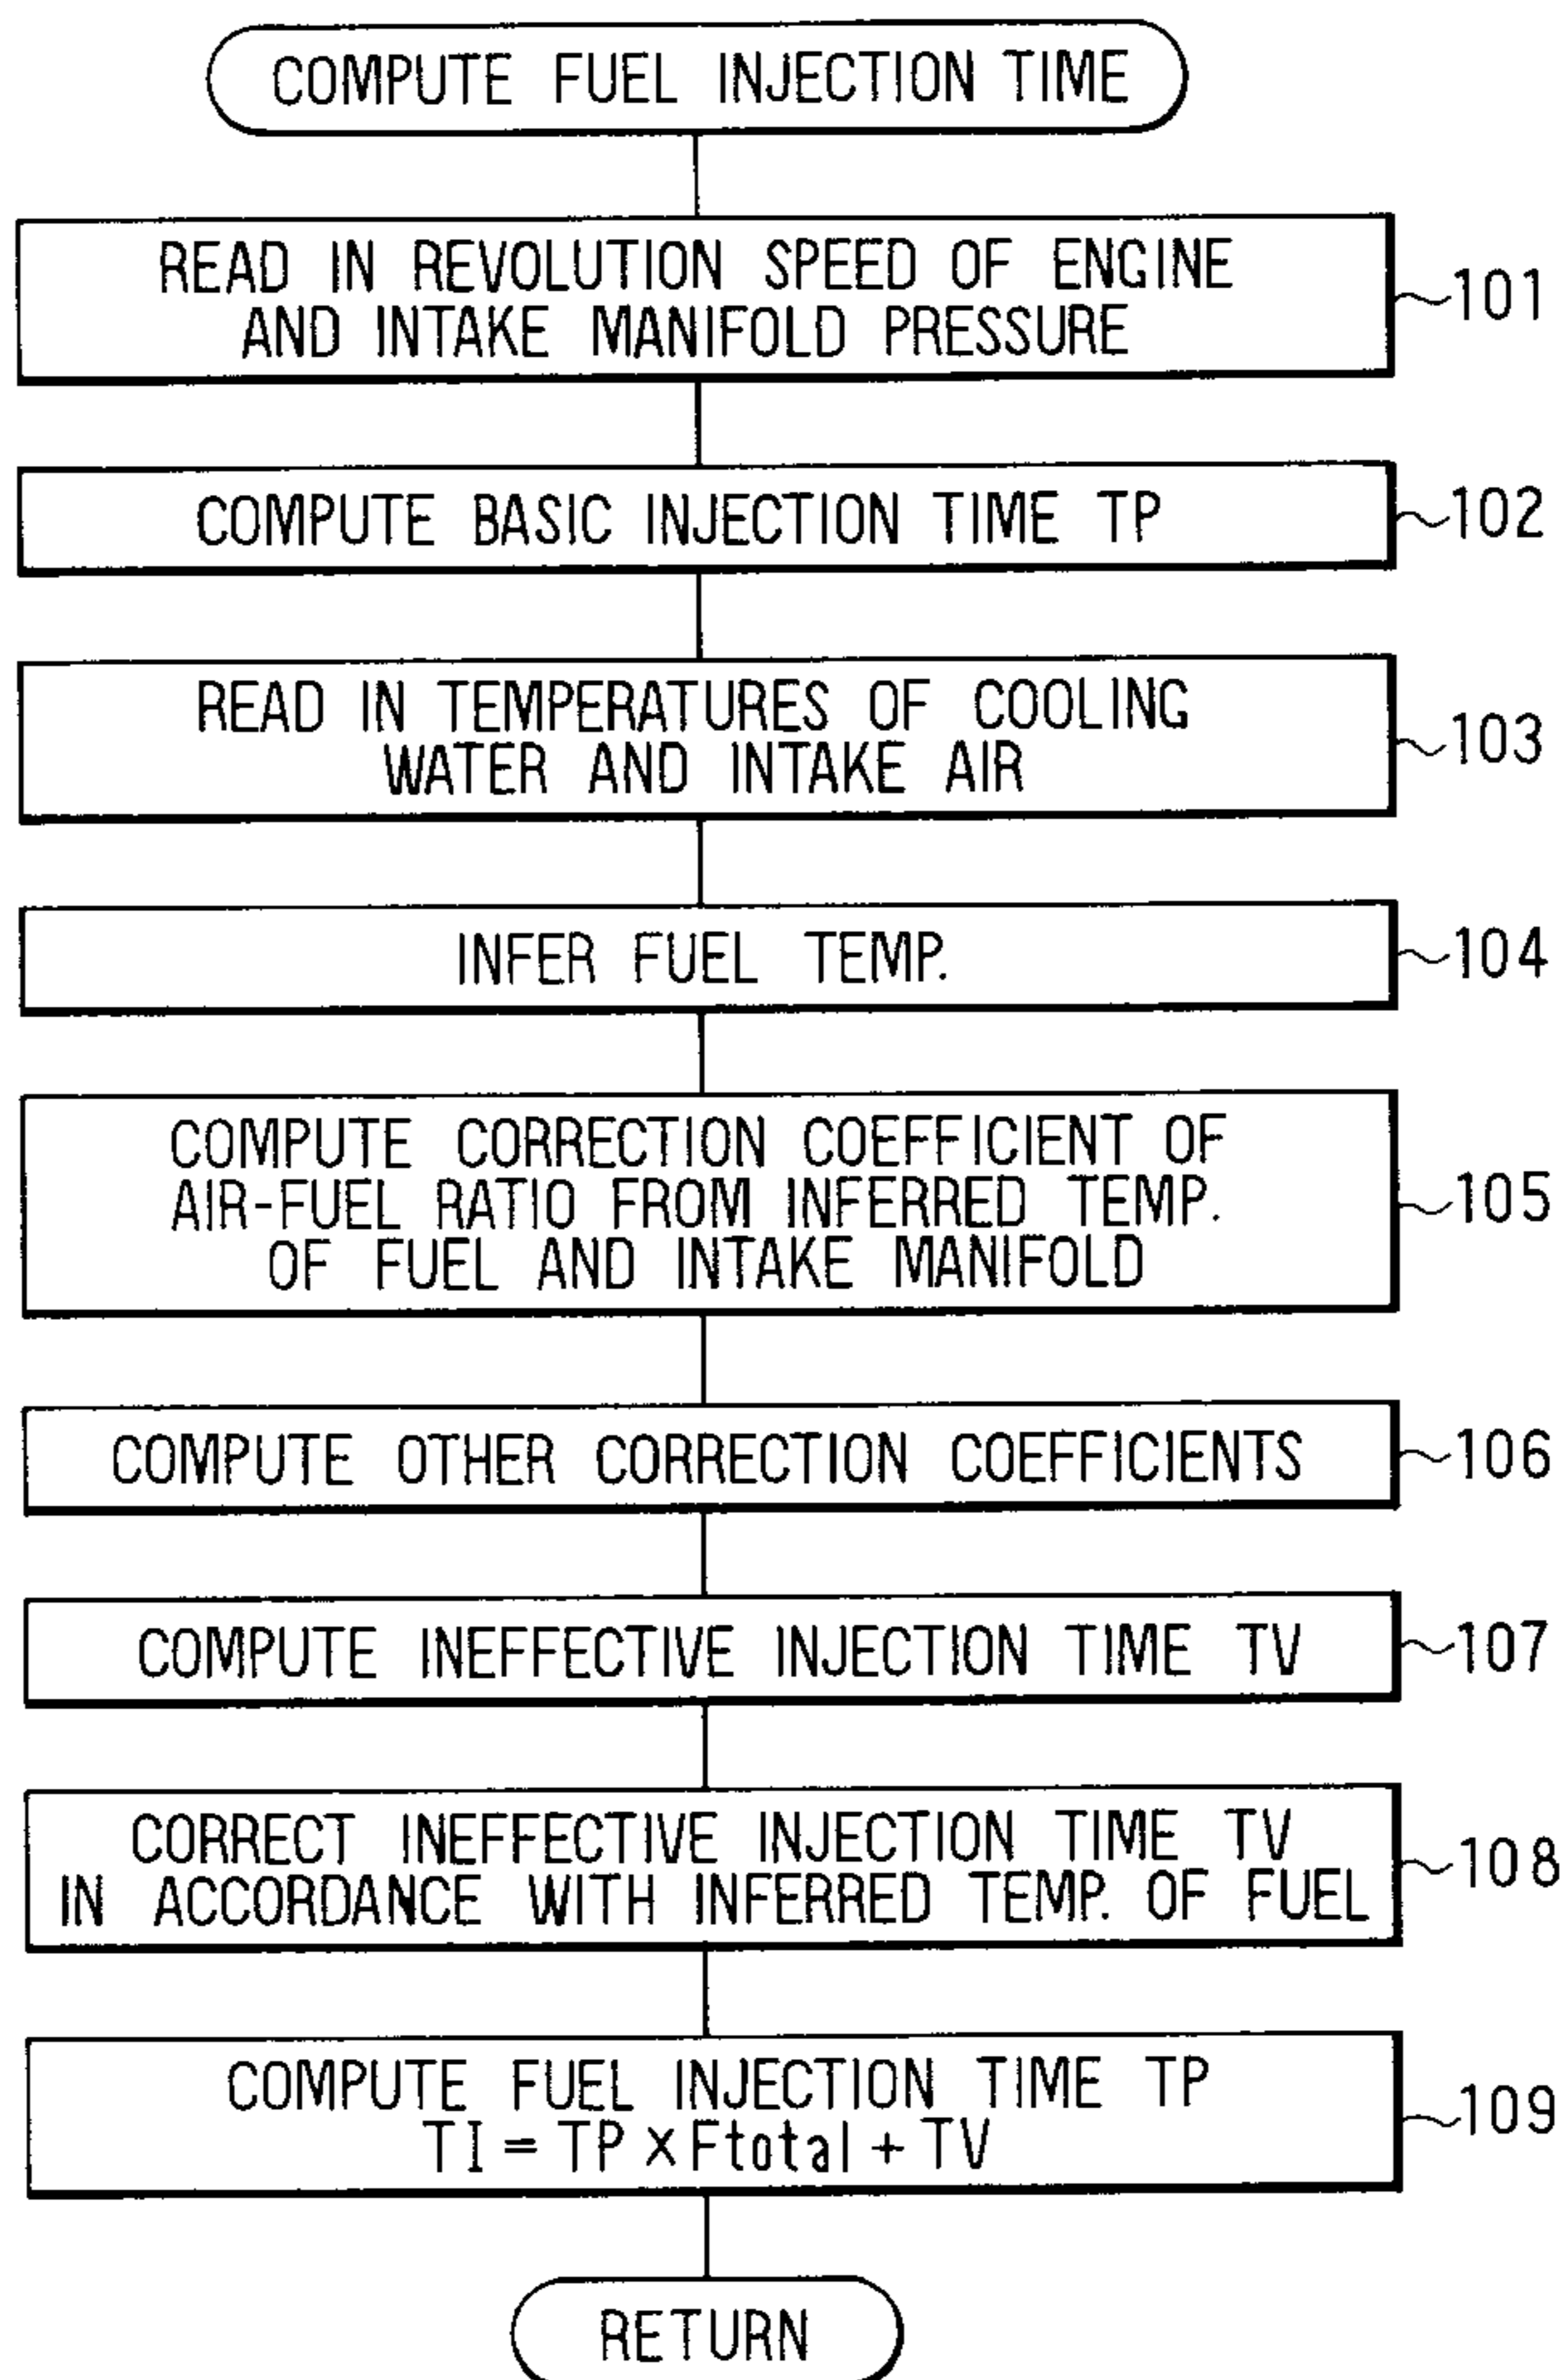 COMPUTE FUEL INJECTION TIME
READ IN REVOLUTION SPEED OF ENGINE
AND INTAKE MANIFOLD PRESSURE
101
COMPUTE BASIC INJECTION TIME TP
102
READ IN TEMPERATURES OF COOLING
WATER AND INTAKE AIR
103
INFER FUEL TEMP.
104
COMPUTE CORRECTION COEFFICIENT OF
AIR-FUEL RATIO FROM INFERRED TEMP.
OF FUEL AND INTAKE MANIFOLD
105
COMPUTE OTHER CORRECTION COEFFICIENTS
106
COMPUTE INEFFECTIVE INJECTION TIME TV
107
CORRECT INEFFECTIVE INJECTION TIME TV
IN ACCORDANCE WITH INFERRED TEMP. OF FUEL
108
COMPUTE FUEL INJECTION TIME TP
TI = TP × Ftotal + TV
109
RETURN